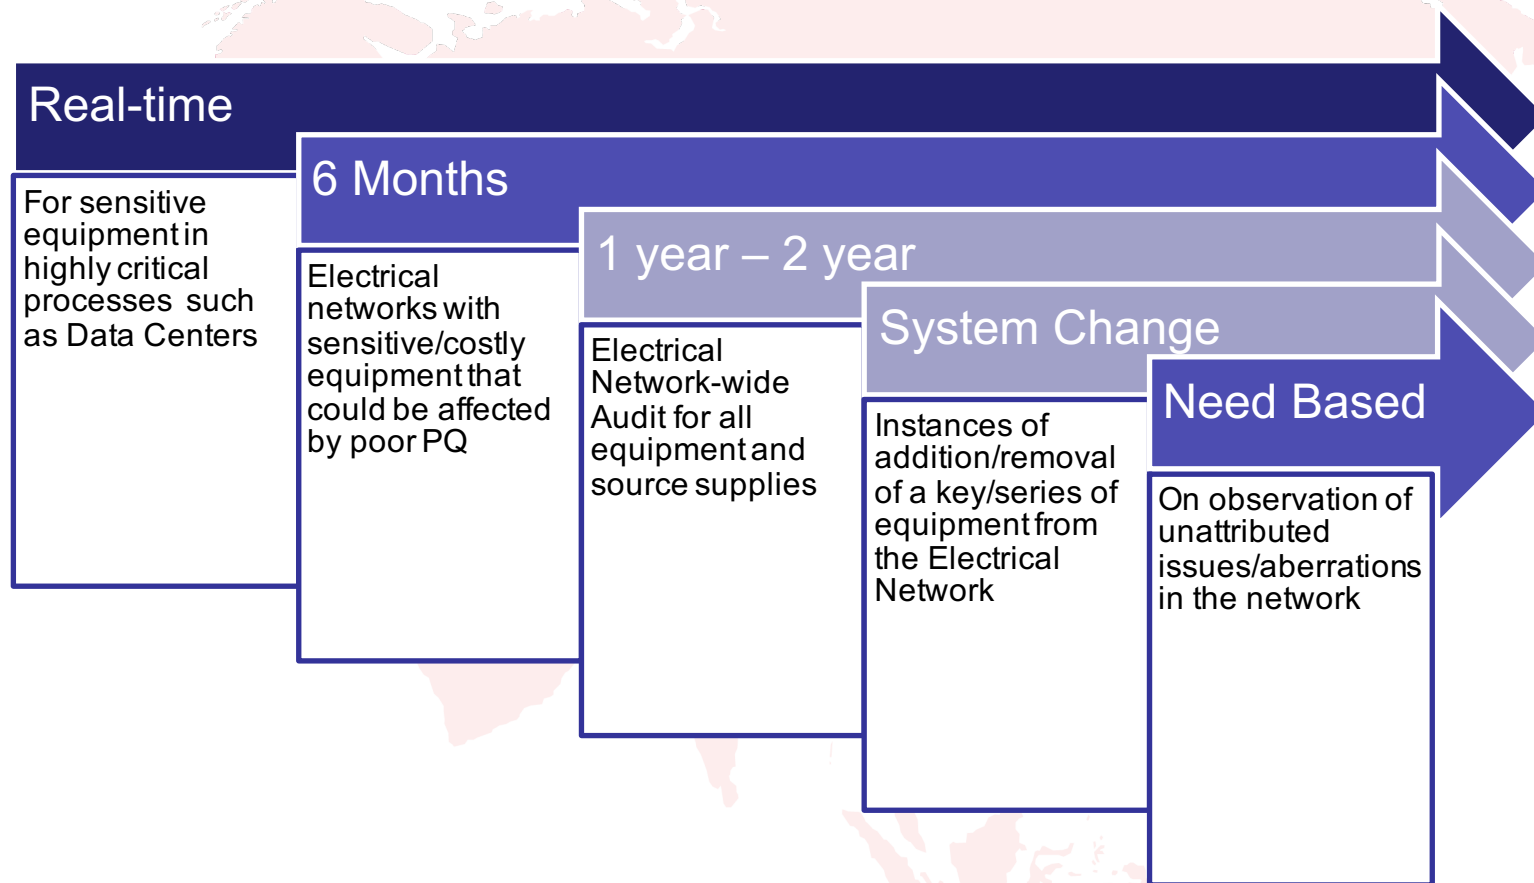 Real-time
For sensitive
equipment in
highly critical
processes such
as Data Centers
6 Months
Electrical
networks with
sensitive/costly
equipment that
could be affected
by poor PQ
1 year – 2 year
Electrical
Network-wide
Audit for all
equipment and
source supplies
System Change
Instances of
addition/removal
of a key/series of
equipment from
the Electrical
Network
Need Based
On observation of
unattributed
issues/aberrations
in the network